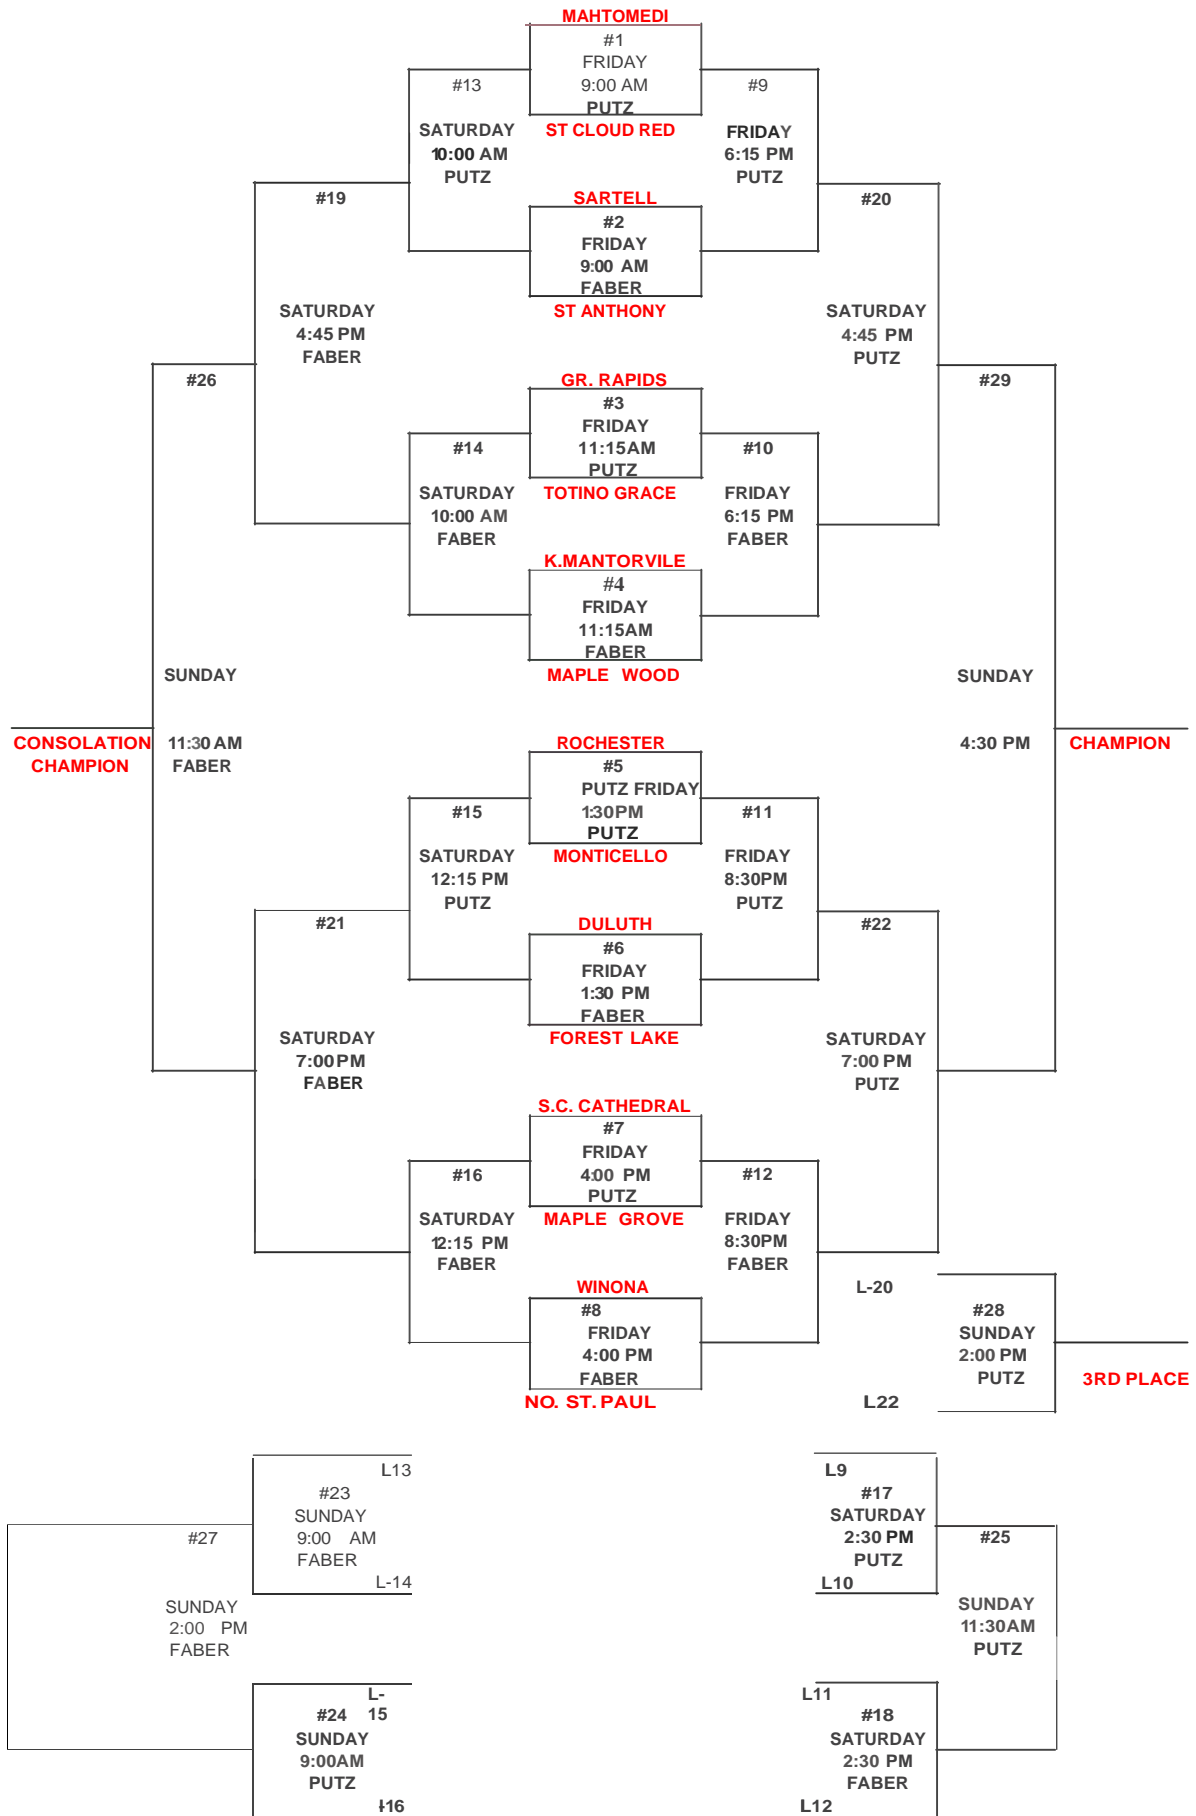 MAHTOMEDI
#1
FRIDAY
9:00 AM
PUTZ
ST CLOUD RED
#13
SATURDAY
10:00 AM
PUTZ
#9
FRIDAY
6:15 PM
PUTZ
#19
SARTELL
#2
FRIDAY
9:00 AM
FABER
ST ANTHONY
#20
SATURDAY
4:45 PM
FABER
SATURDAY
4:45 PM
PUTZ
#26
GR. RAPIDS
#3
FRIDAY
11:15AM
PUTZ
TOTINO GRACE
#29
#14
SATURDAY
10:00 AM
FABER
#10
FRIDAY
6:15 PM
FABER
K.MANTORVILE
#4
FRIDAY
11:15AM
FABER
MAPLE WOOD
SUNDAY
11:30 AM
FABER
SUNDAY
4:30 PM
CONSOLATION
CHAMPION
CHAMPION
ROCHESTER
#5
PUTZ FRIDAY
1:30PM
PUTZ
MONTICELLO
#15
SATURDAY
12:15 PM
PUTZ
#11
FRIDAY
8:30PM
PUTZ
#21
DULUTH
#6
FRIDAY
1:30 PM
FABER
FOREST LAKE
#22
SATURDAY
7:00PM
FABER
SATURDAY
7:00 PM
PUTZ
S.C. CATHEDRAL
#7
FRIDAY
4:00 PM
PUTZ
MAPLE GROVE
#16
SATURDAY
12:15 PM
FABER
#12
FRIDAY
8:30PM
FABER
WINONA
#8
FRIDAY
4:00 PM
FABER
NO. ST. PAUL
L-20
#28
SUNDAY
2:00 PM
PUTZ
L22
3RD PLACE
L13
#23
SUNDAY
9:00 AM
FABER
L-14
L9
#17
SATURDAY
2:30 PM
PUTZ
L10
#27
SUNDAY
2:00 PM
FABER
#25
SUNDAY
11:30AM
PUTZ
L-
15
#24
SUNDAY
9:00AM
PUTZ
L11
#18
SATURDAY
2:30 PM
FABER
L12